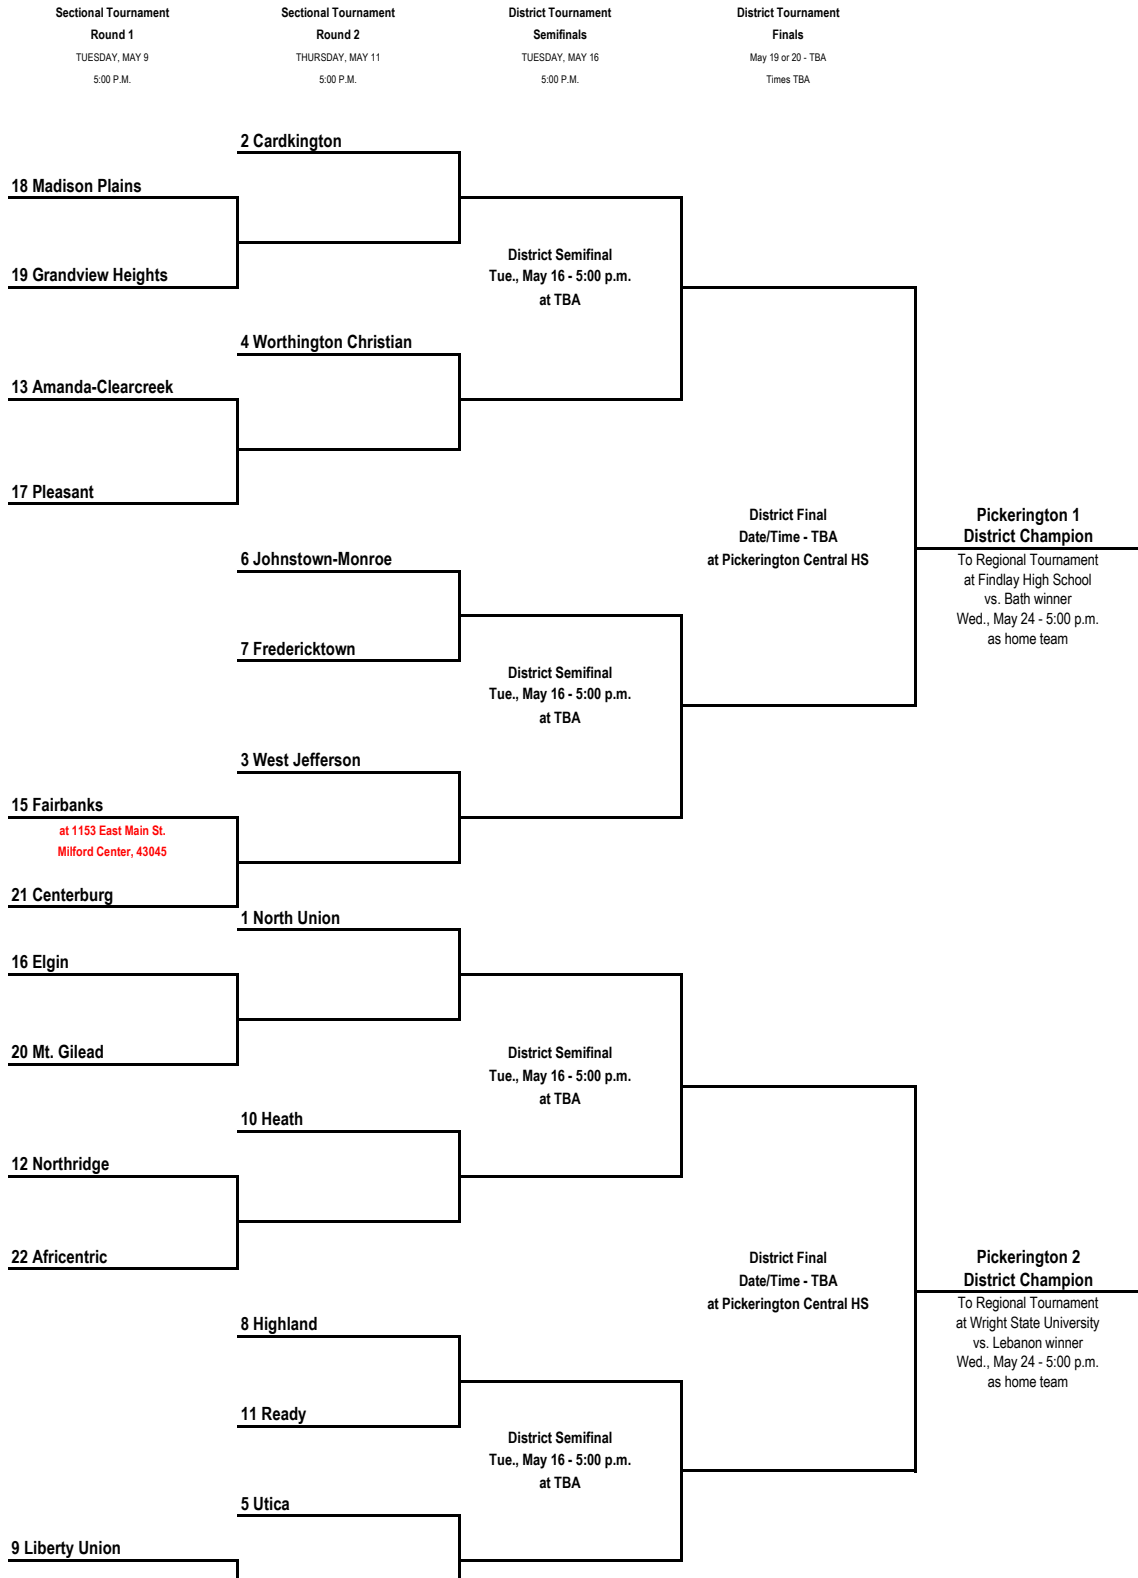 Sectional Tournament
Round 1
TUESDAY, MAY 9
5:00 P.M.
Sectional Tournament
Round 2
THURSDAY, MAY 11
5:00 P.M.
District Tournament
Semifinals
TUESDAY, MAY 16
5:00 P.M.
District Tournament
Finals
May 19 or 20 - TBA
Times TBA
2 Cardkington
18 Madison Plains
19 Grandview Heights
District Semifinal
Tue., May 16 - 5:00 p.m.
at TBA
4 Worthington Christian
13 Amanda-Clearcreek
17 Pleasant
District Final
Date/Time - TBA
at Pickerington Central HS
Pickerington 1
District Champion
To Regional Tournament
at Findlay High School
vs. Bath winner
Wed., May 24 - 5:00 p.m.
as home team
6 Johnstown-Monroe
7 Fredericktown
District Semifinal
Tue., May 16 - 5:00 p.m.
at TBA
3 West Jefferson
15 Fairbanks
at 1153 East Main St.
Milford Center, 43045
21 Centerburg
1 North Union
16 Elgin
20 Mt. Gilead
District Semifinal
Tue., May 16 - 5:00 p.m.
at TBA
10 Heath
12 Northridge
22 Africentric
District Final
Date/Time - TBA
at Pickerington Central HS
Pickerington 2
District Champion
To Regional Tournament
at Wright State University
vs. Lebanon winner
Wed., May 24 - 5:00 p.m.
as home team
8 Highland
11 Ready
District Semifinal
Tue., May 16 - 5:00 p.m.
at TBA
5 Utica
9 Liberty Union